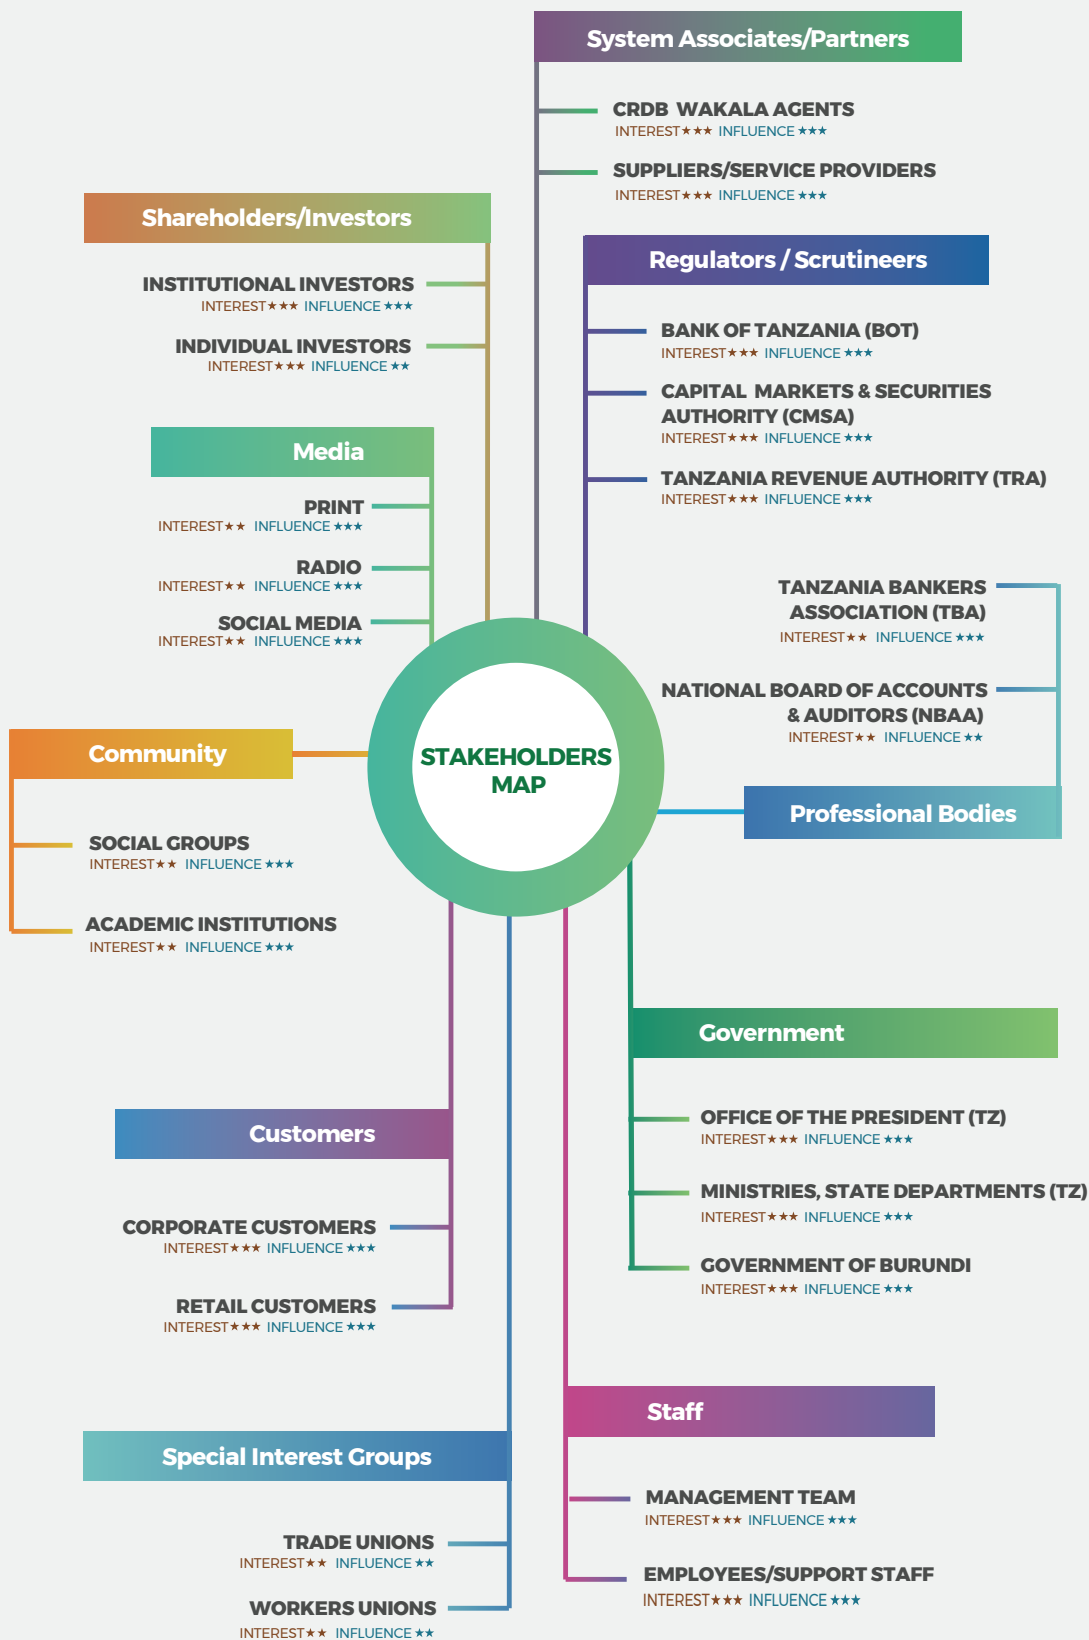 System Associates/Partners
CRDB WAKALA AGENTS
INTEREST★★★ INFLUENCE★★★
SUPPLIERS/SERVICE PROVIDERS
INTEREST★★★ INFLUENCE★★★
Shareholders/Investors
INSTITUTIONAL INVESTORS
INTEREST★★★ INFLUENCE★★★
INDIVIDUAL INVESTORS
INTEREST★★★ INFLUENCE★★
Regulators / Scrutineers
BANK OF TANZANIA (BOT)
INTEREST★★★ INFLUENCE★★★
CAPITAL MARKETS & SECURITIES
AUTHORITY (CMSA)
INTEREST★★★ INFLUENCE★★★
TANZANIA REVENUE AUTHORITY (TRA)
INTEREST★★★ INFLUENCE★★★
Media
PRINT
INTEREST★★ INFLUENCE★★★
RADIO
INTEREST★★ INFLUENCE★★★
SOCIAL MEDIA
INTEREST★★ INFLUENCE★★★
TANZANIA BANKERS
ASSOCIATION (TBA)
INTEREST★★ INFLUENCE★★★
NATIONAL BOARD OF ACCOUNTS
& AUDITORS (NBAA)
INTEREST★★ INFLUENCE★★
Professional Bodies
STAKEHOLDERS
MAP
Community
SOCIAL GROUPS
INTEREST★★ INFLUENCE★★★
ACADEMIC INSTITUTIONS
INTEREST★★ INFLUENCE★★★
Government
OFFICE OF THE PRESIDENT (TZ)
INTEREST★★★ INFLUENCE★★★
MINISTRIES, STATE DEPARTMENTS (TZ)
INTEREST★★★ INFLUENCE★★★
GOVERNMENT OF BURUNDI
INTEREST★★★ INFLUENCE★★★
Customers
CORPORATE CUSTOMERS
INTEREST★★★ INFLUENCE★★★
RETAIL CUSTOMERS
INTEREST★★★ INFLUENCE★★★
Staff
MANAGEMENT TEAM
INTEREST★★★ INFLUENCE★★★
EMPLOYEES/SUPPORT STAFF
INTEREST★★★ INFLUENCE★★★
Special Interest Groups
TRADE UNIONS
INTEREST★★ INFLUENCE★★
WORKERS UNIONS
INTEREST★★ INFLUENCE★★